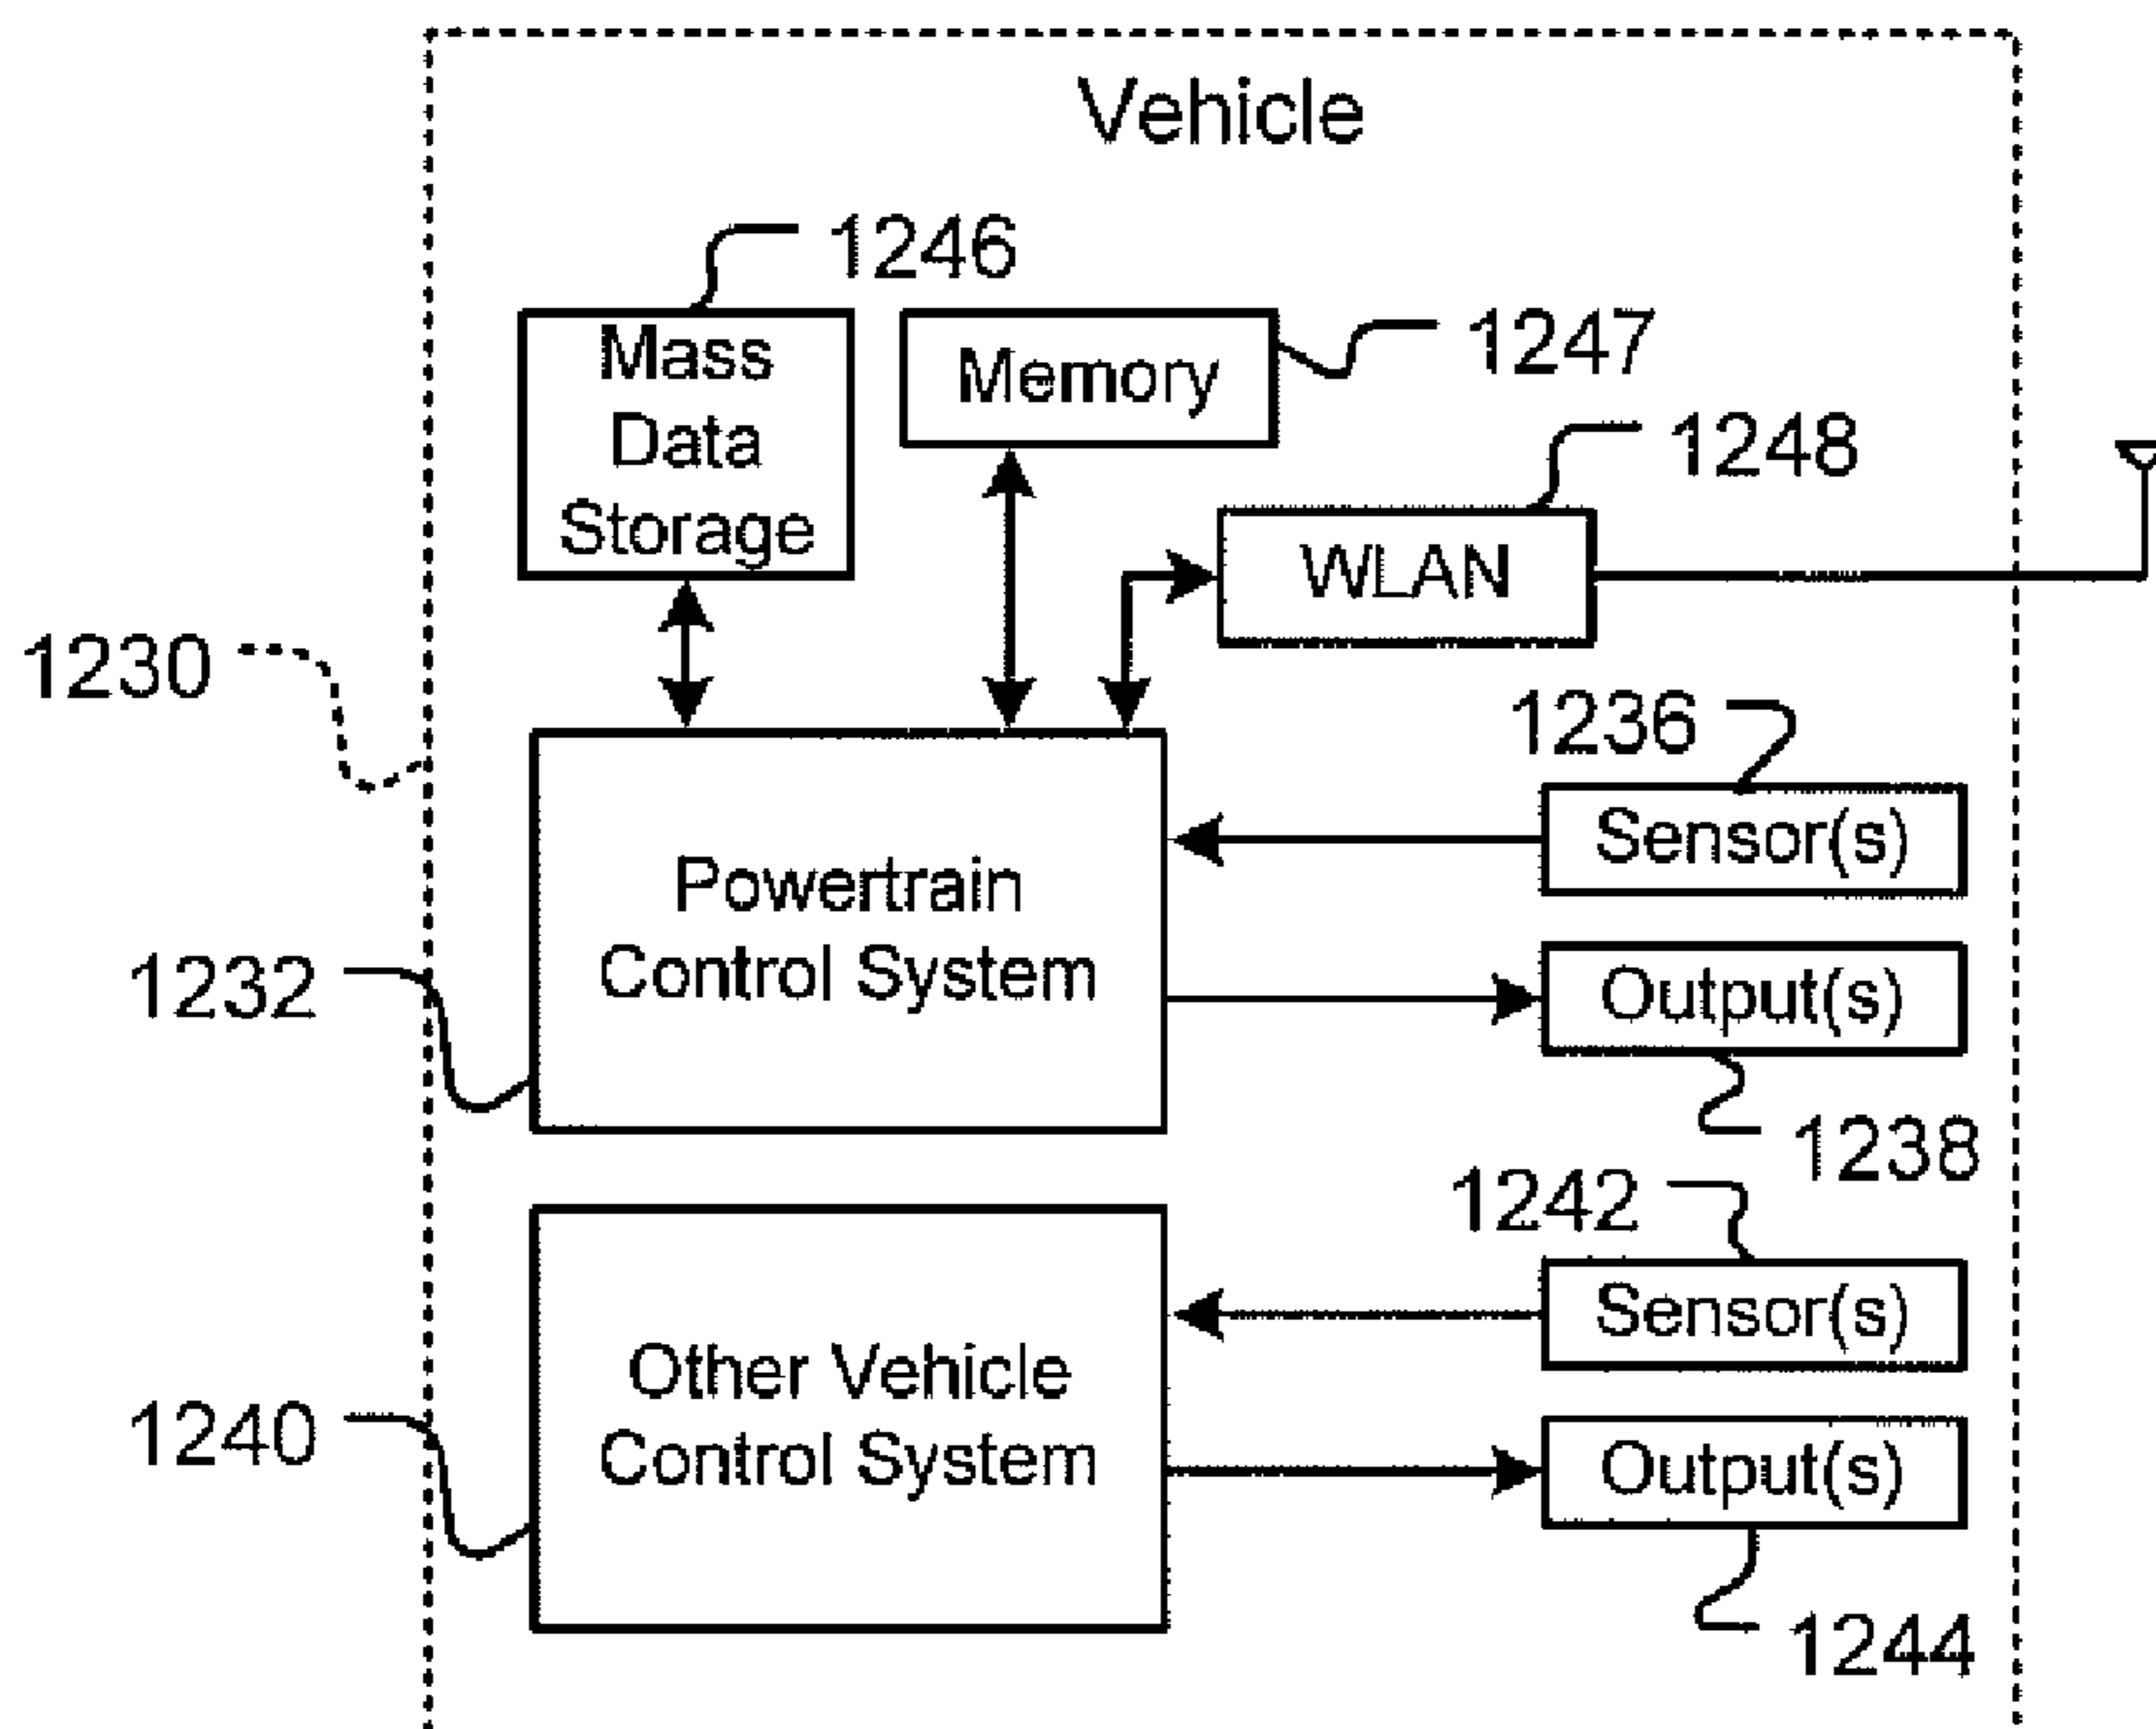 Vehicle
1246
Mass
Data
Storage
Memory
1247
1248
WLAN
1230
1236
Sensor(s)
Powertrain
Control System
1232
Output(s)
1238
1242
Sensor(s)
Other Vehicle
Control System
1240
Output(s)
1244